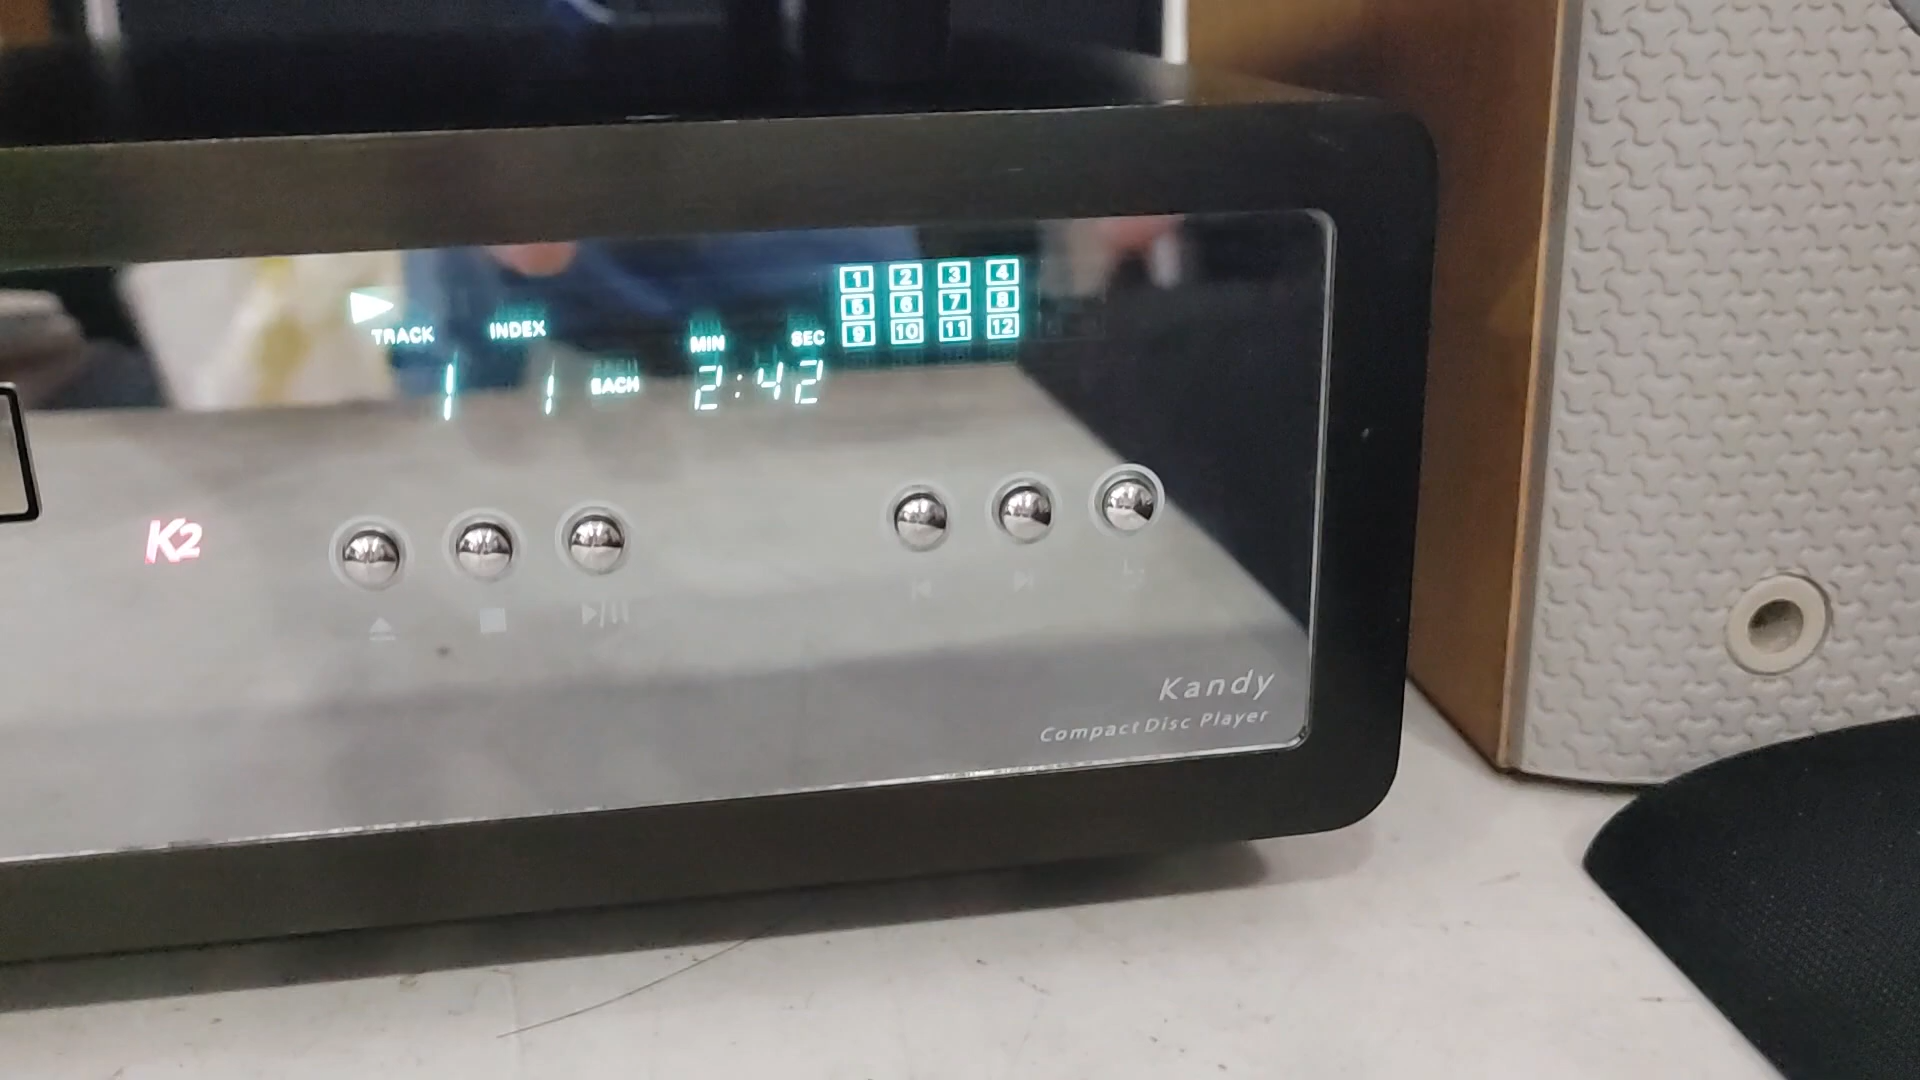 1 2 3 4
5 6 7 8
9 10 11 12
TRACK INDEX MIN SEC
1 1 EACH 2:42
K2
Kandy
Compact Disc Player